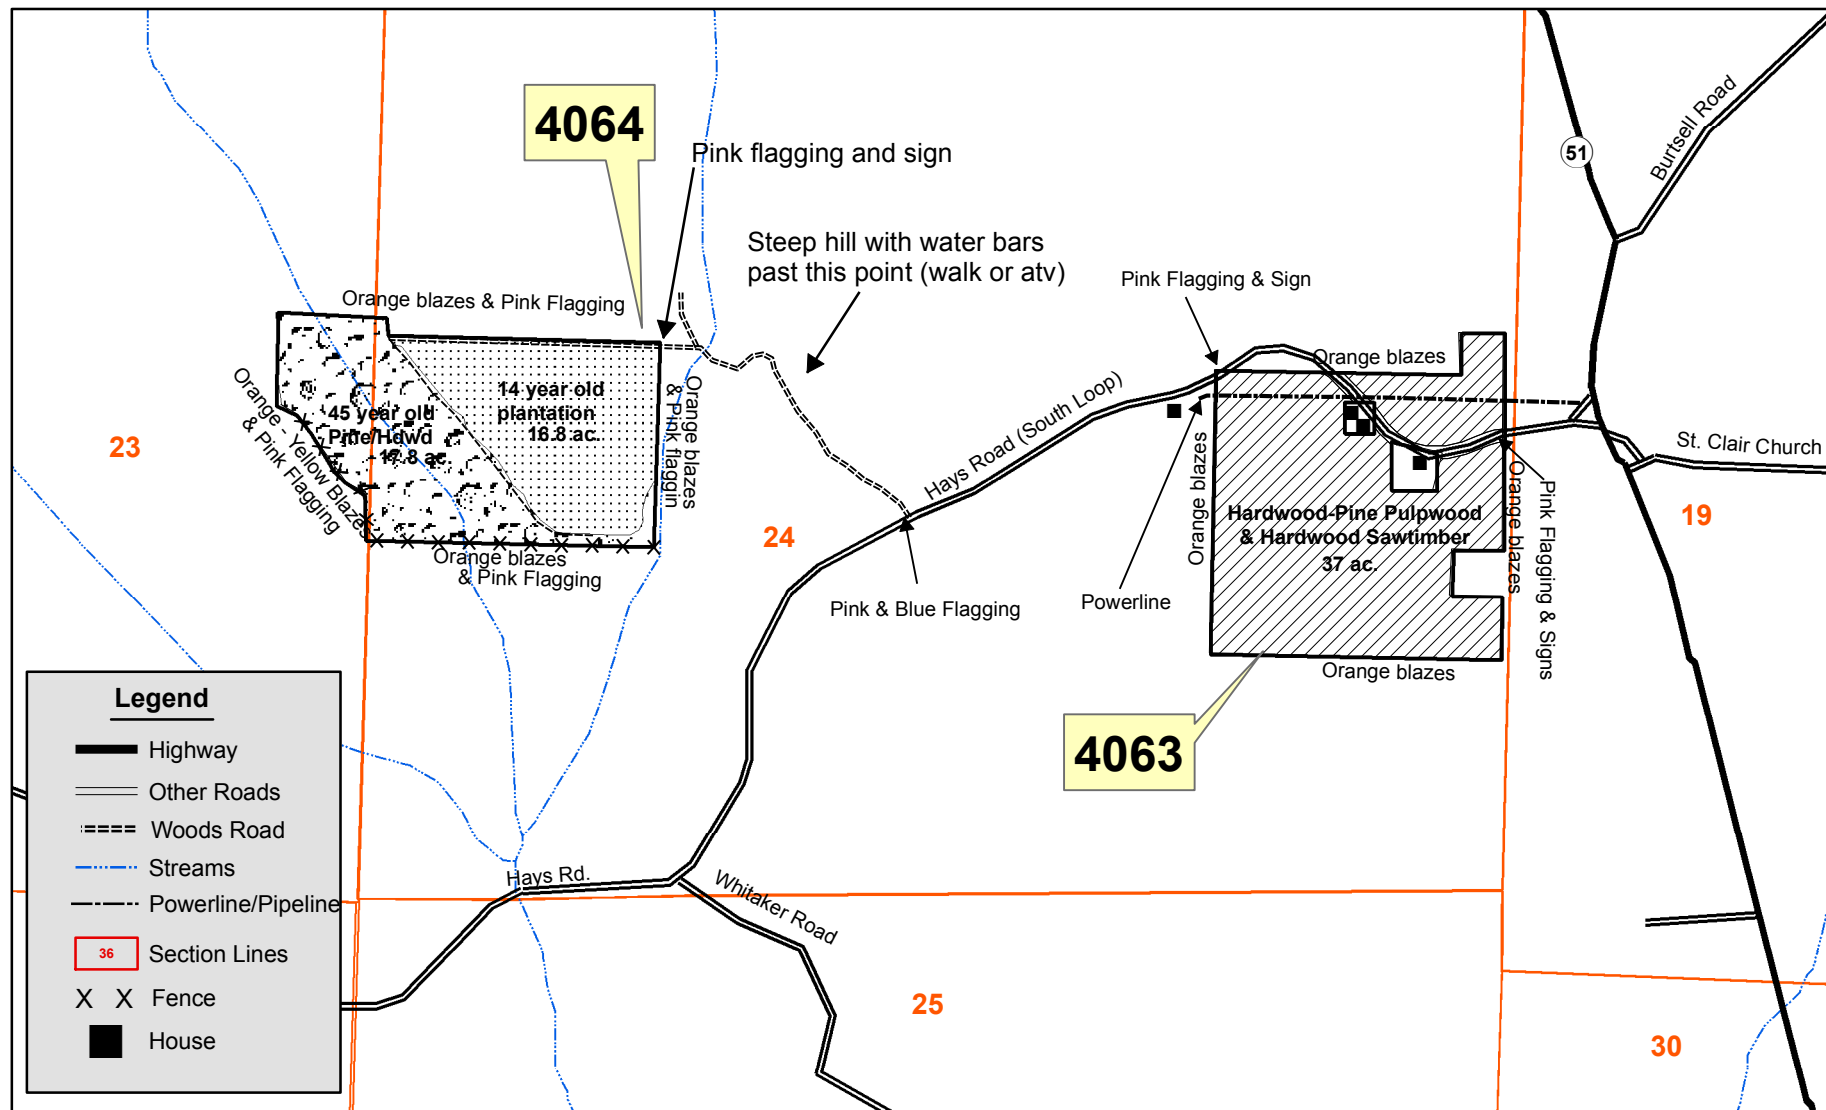 4064
Pink flagging and sign
51
Burtsell Road
Steep hill with water bars
past this point (walk or atv)
Pink Flagging & Sign
Orange blazes & Pink Flagging
Orange blazes
14 year old
plantation
16.8 ac.
45 year old
Pine/Hdwd
17.8 ac.
Orange blazes
& Pink flaggin
Orange - Yellow Blazes
& Pink Flagging
Hays Road (South Loop)
23
St. Clair Church
Orange blazes
Orange blazes
Pink Flagging & Signs
Hardwood-Pine Pulpwood
& Hardwood Sawtimber
37 ac.
19
24
Orange blazes
& Pink Flagging
Pink & Blue Flagging
Powerline
Orange blazes
4063
Legend
Highway
Other Roads
Woods Road
Streams
Powerline/Pipeline
36
Section Lines
X X
Fence
House
Hays Rd.
Whitaker Road
25
30